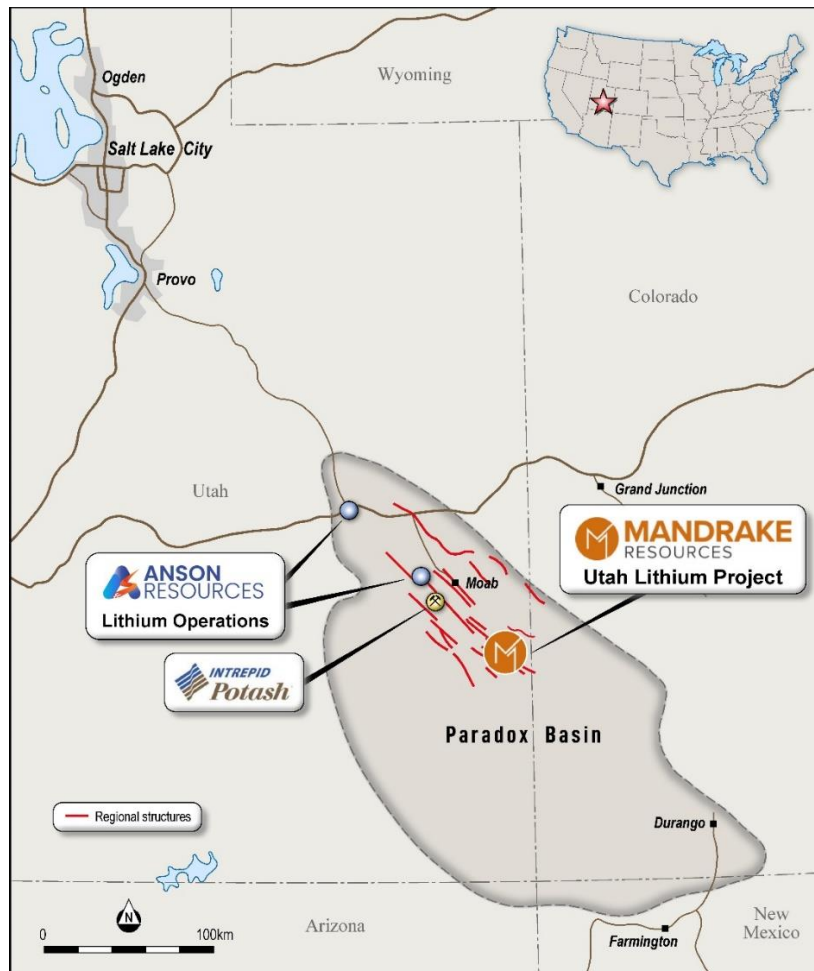 Wyoming
Ogden
Salt Lake City
Provo
Colorado
Utah
Grand Junction
M MANDRAKE
RESOURCES
Utah Lithium Project
ANSON
RESOURCES
Lithium Operations
Moab
INTREPID
Potash
M
Paradox Basin
Regional structures
Durango
N
0 100km
Arizona
New
Mexico
Farmington